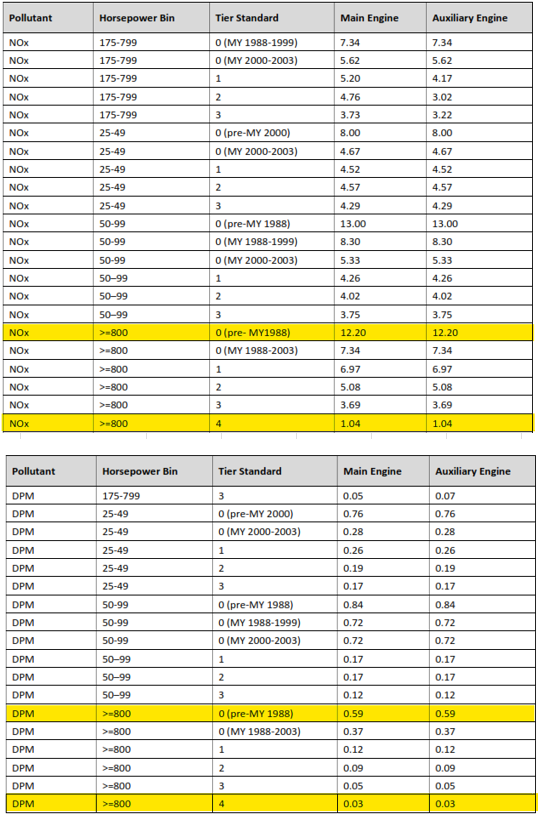 Pollutant Horsepower Bin Tier Standard Main Engine Auxiliary Engine
NOx 175-799 0 (MY 1988-1999) 7.34 7.34
NOx 175-799 0 (MY 2000-2003) 5.62 5.62
NOx 175-799 1 5.20 4.17
NOx 175-799 2 4.76 3.02
NOx 175-799 3 3.73 3.22
NOx 25-49 0 (pre-MY 2000) 8.00 8.00
NOx 25-49 0 (MY 2000-2003) 4.67 4.67
NOx 25-49 1 4.52 4.52
NOx 25-49 2 4.57 4.57
NOx 25-49 3 4.29 4.29
NOx 50-99 0 (pre-MY 1988) 13.00 13.00
NOx 50-99 0 (MY 1988-1999) 8.30 8.30
NOx 50-99 0 (MY 2000-2003) 5.33 5.33
NOx 50–99 1 4.26 4.26
NOx 50–99 2 4.02 4.02
NOx 50–99 3 3.75 3.75
NOx >=800 0 (pre- MY1988) 12.20 12.20
NOx >=800 0 (MY 1988-2003) 7.34 7.34
NOx >=800 1 6.97 6.97
NOx >=800 2 5.08 5.08
NOx >=800 3 3.69 3.69
NOx >=800 4 1.04 1.04
Pollutant Horsepower Bin Tier Standard Main Engine Auxiliary Engine
DPM 175-799 3 0.05 0.07
DPM 25-49 0 (pre-MY 2000) 0.76 0.76
DPM 25-49 0 (MY 2000-2003) 0.28 0.28
DPM 25-49 1 0.26 0.26
DPM 25-49 2 0.19 0.19
DPM 25-49 3 0.17 0.17
DPM 50-99 0 (pre-MY 1988) 0.84 0.84
DPM 50-99 0 (MY 1988-1999) 0.72 0.72
DPM 50-99 0 (MY 2000-2003) 0.72 0.72
DPM 50–99 1 0.17 0.17
DPM 50–99 2 0.17 0.17
DPM 50–99 3 0.12 0.12
DPM >=800 0 (pre-MY 1988) 0.59 0.59
DPM >=800 0 (MY 1988-2003) 0.37 0.37
DPM >=800 1 0.12 0.12
DPM >=800 2 0.09 0.09
DPM >=800 3 0.05 0.05
DPM >=800 4 0.03 0.03